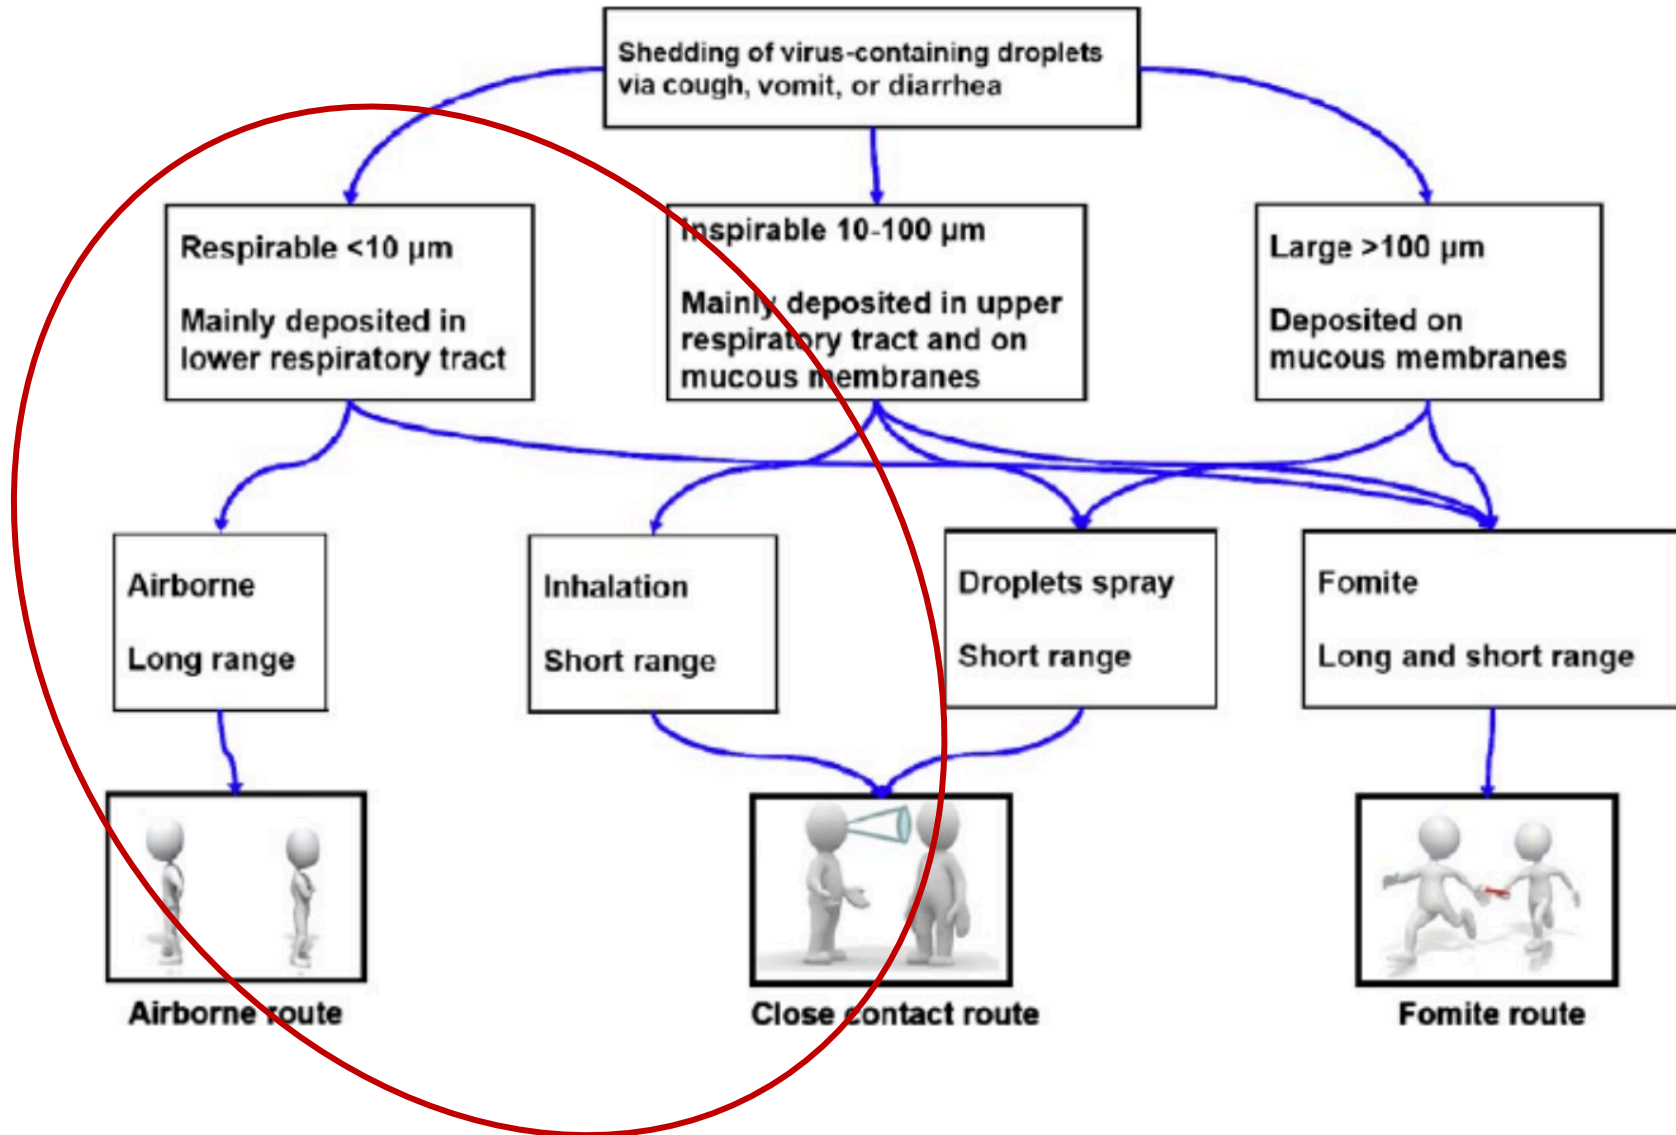 Shedding of virus-containing droplets
via cough, vomit, or diarrhea
Respirable <10 µm
Mainly deposited in
lower respiratory tract
Inspirable 10-100 µm
Mainly deposited in upper
respiratory tract and on
mucous membranes
Large >100 µm
Deposited on
mucous membranes
Airborne
Long range
Inhalation
Short range
Droplets spray
Short range
Fomite
Long and short range
Airborne route
Close contact route
Fomite route